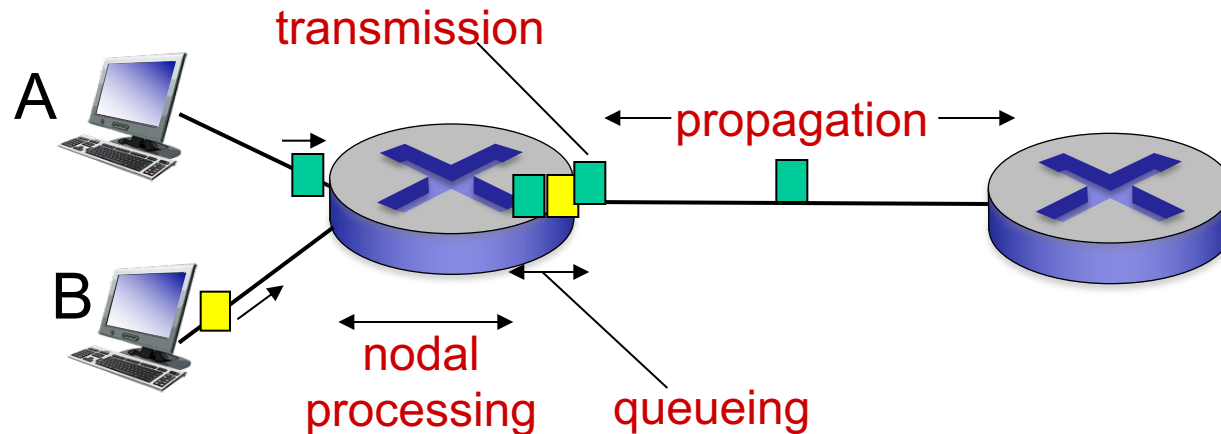 transmission
A
propagation
B
nodal
processing
queueing